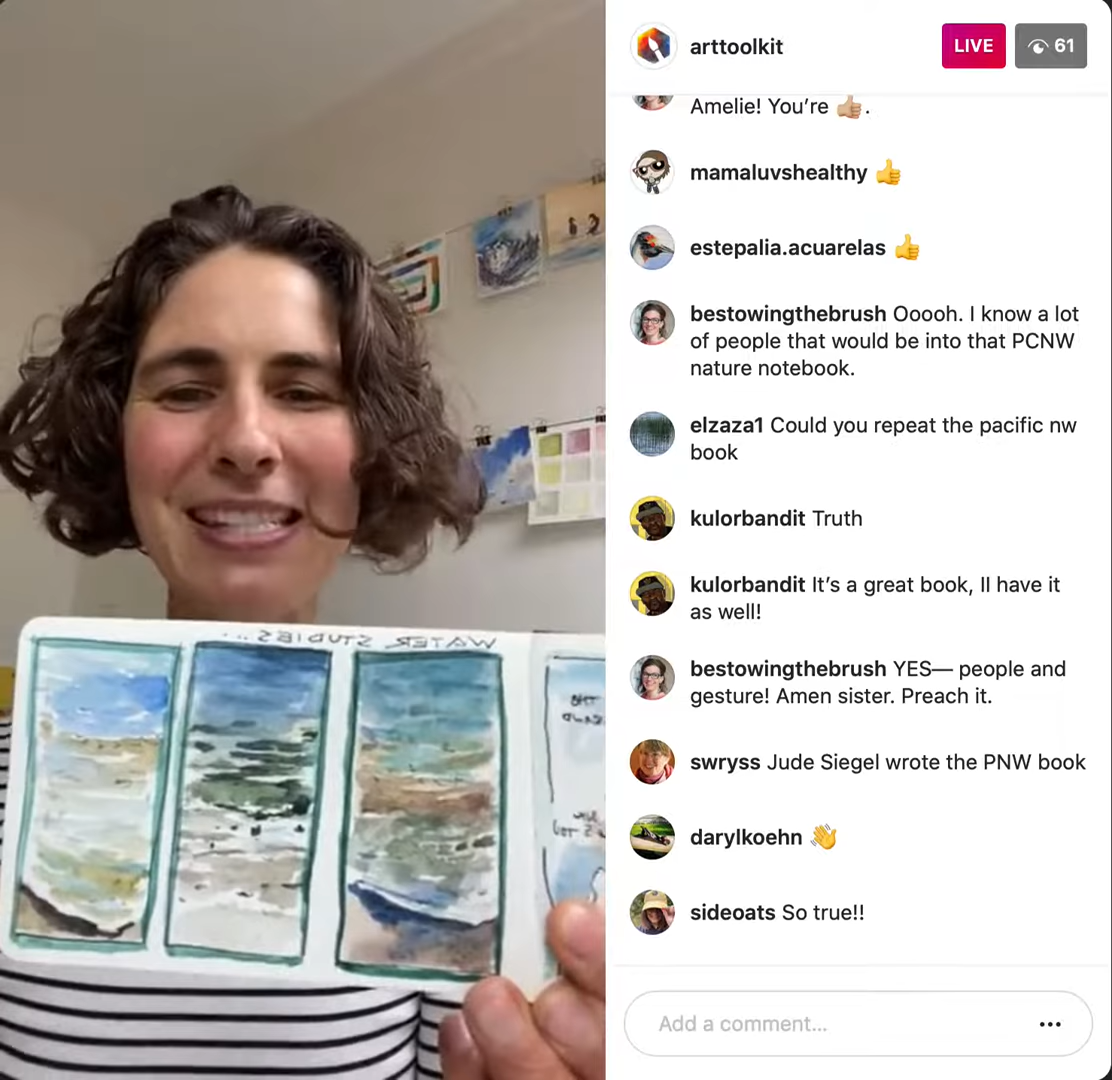 arttoolkit
LIVE
61
Amelie! You're 👍🏼.
mamaluvshealthy 👍
estepalia.acuarelas 👍
bestowingthebrush Ooooh. I know a lot
of people that would be into that PCNW
nature notebook.
elzaza1 Could you repeat the pacific nw
book
kulorbandit Truth
kulorbandit It's a great book, II have it
as well!
bestowingthebrush YES— people and
gesture! Amen sister. Preach it.
swryss Jude Siegel wrote the PNW book
darylkoehn 👋
sideoats So true!!
Add a comment...
WATER STUDIES...